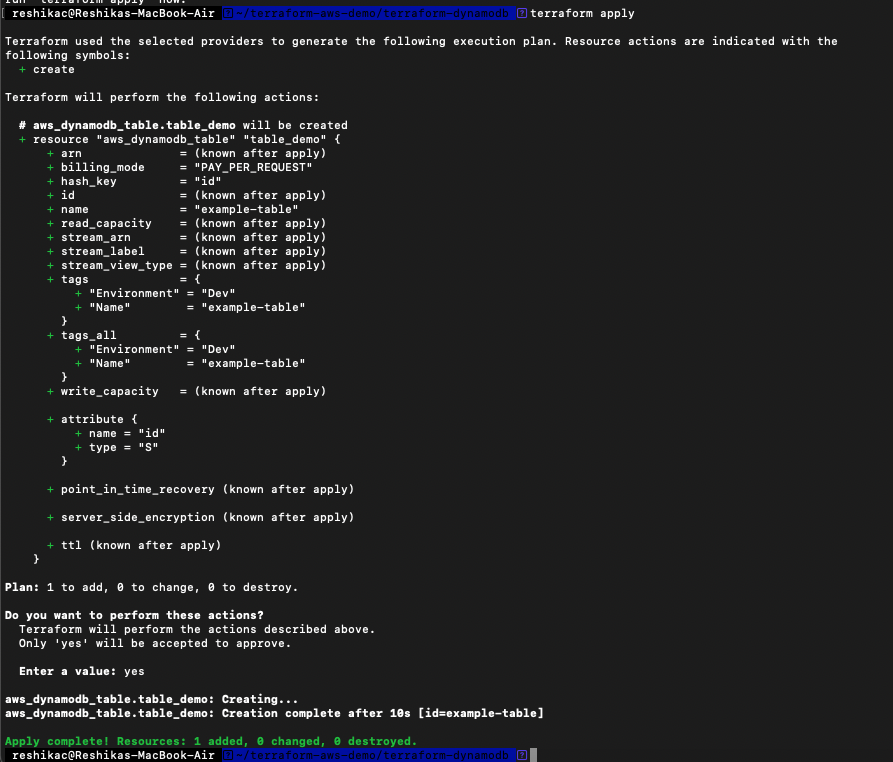 run "terraform apply" now.
reshikac@Reshikas-MacBook-Air ~/terraform-aws-demo/terraform-dynamodb terraform apply
Terraform used the selected providers to generate the following execution plan. Resource actions are indicated with the
following symbols:
+ create
Terraform will perform the following actions:
# aws_dynamodb_table.table_demo will be created
+ resource "aws_dynamodb_table" "table_demo" {
+ arn = (known after apply)
+ billing_mode = "PAY_PER_REQUEST"
+ hash_key = "id"
+ id = (known after apply)
+ name = "example-table"
+ read_capacity = (known after apply)
+ stream_arn = (known after apply)
+ stream_label = (known after apply)
+ stream_view_type = (known after apply)
+ tags = {
+ "Environment" = "Dev"
+ "Name" = "example-table"
}
+ tags_all = {
+ "Environment" = "Dev"
+ "Name" = "example-table"
}
+ write_capacity = (known after apply)
+ attribute {
+ name = "id"
+ type = "S"
}
+ point_in_time_recovery (known after apply)
+ server_side_encryption (known after apply)
+ ttl (known after apply)
}
Plan: 1 to add, 0 to change, 0 to destroy.
Do you want to perform these actions?
Terraform will perform the actions described above.
Only 'yes' will be accepted to approve.
Enter a value: yes
aws_dynamodb_table.table_demo: Creating...
aws_dynamodb_table.table_demo: Creation complete after 10s [id=example-table]
Apply complete! Resources: 1 added, 0 changed, 0 destroyed.
reshikac@Reshikas-MacBook-Air ~/terraform-aws-demo/terraform-dynamodb